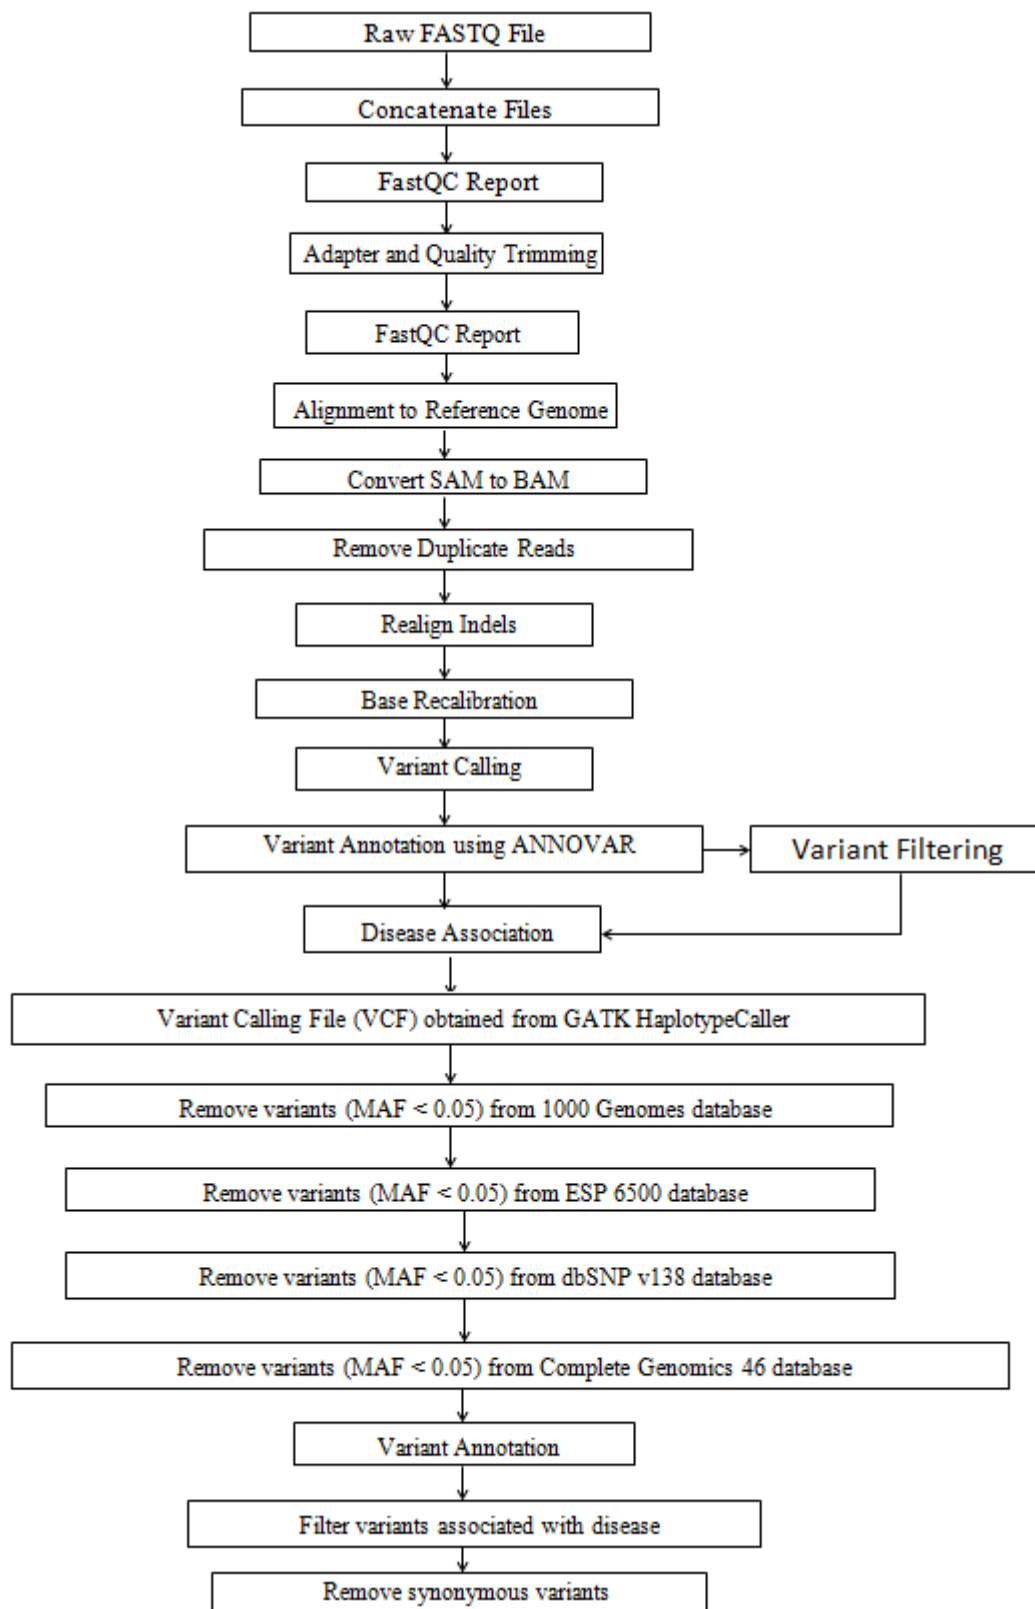 Raw FASTQ File
Concatenate Files
FastQC Report
Adapter and Quality Trimming
FastQC Report
Alignment to Reference Genome
Convert SAM to BAM
Remove Duplicate Reads
Realign Indels
Base Recalibration
Variant Calling
Variant Annotation using ANNOVAR
Variant Filtering
Disease Association
Variant Calling File (VCF) obtained from GATK HaplotypeCaller
Remove variants (MAF < 0.05) from 1000 Genomes database
Remove variants (MAF < 0.05) from ESP 6500 database
Remove variants (MAF < 0.05) from dbSNP v138 database
Remove variants (MAF < 0.05) from Complete Genomics 46 database
Variant Annotation
Filter variants associated with disease
Remove synonymous variants